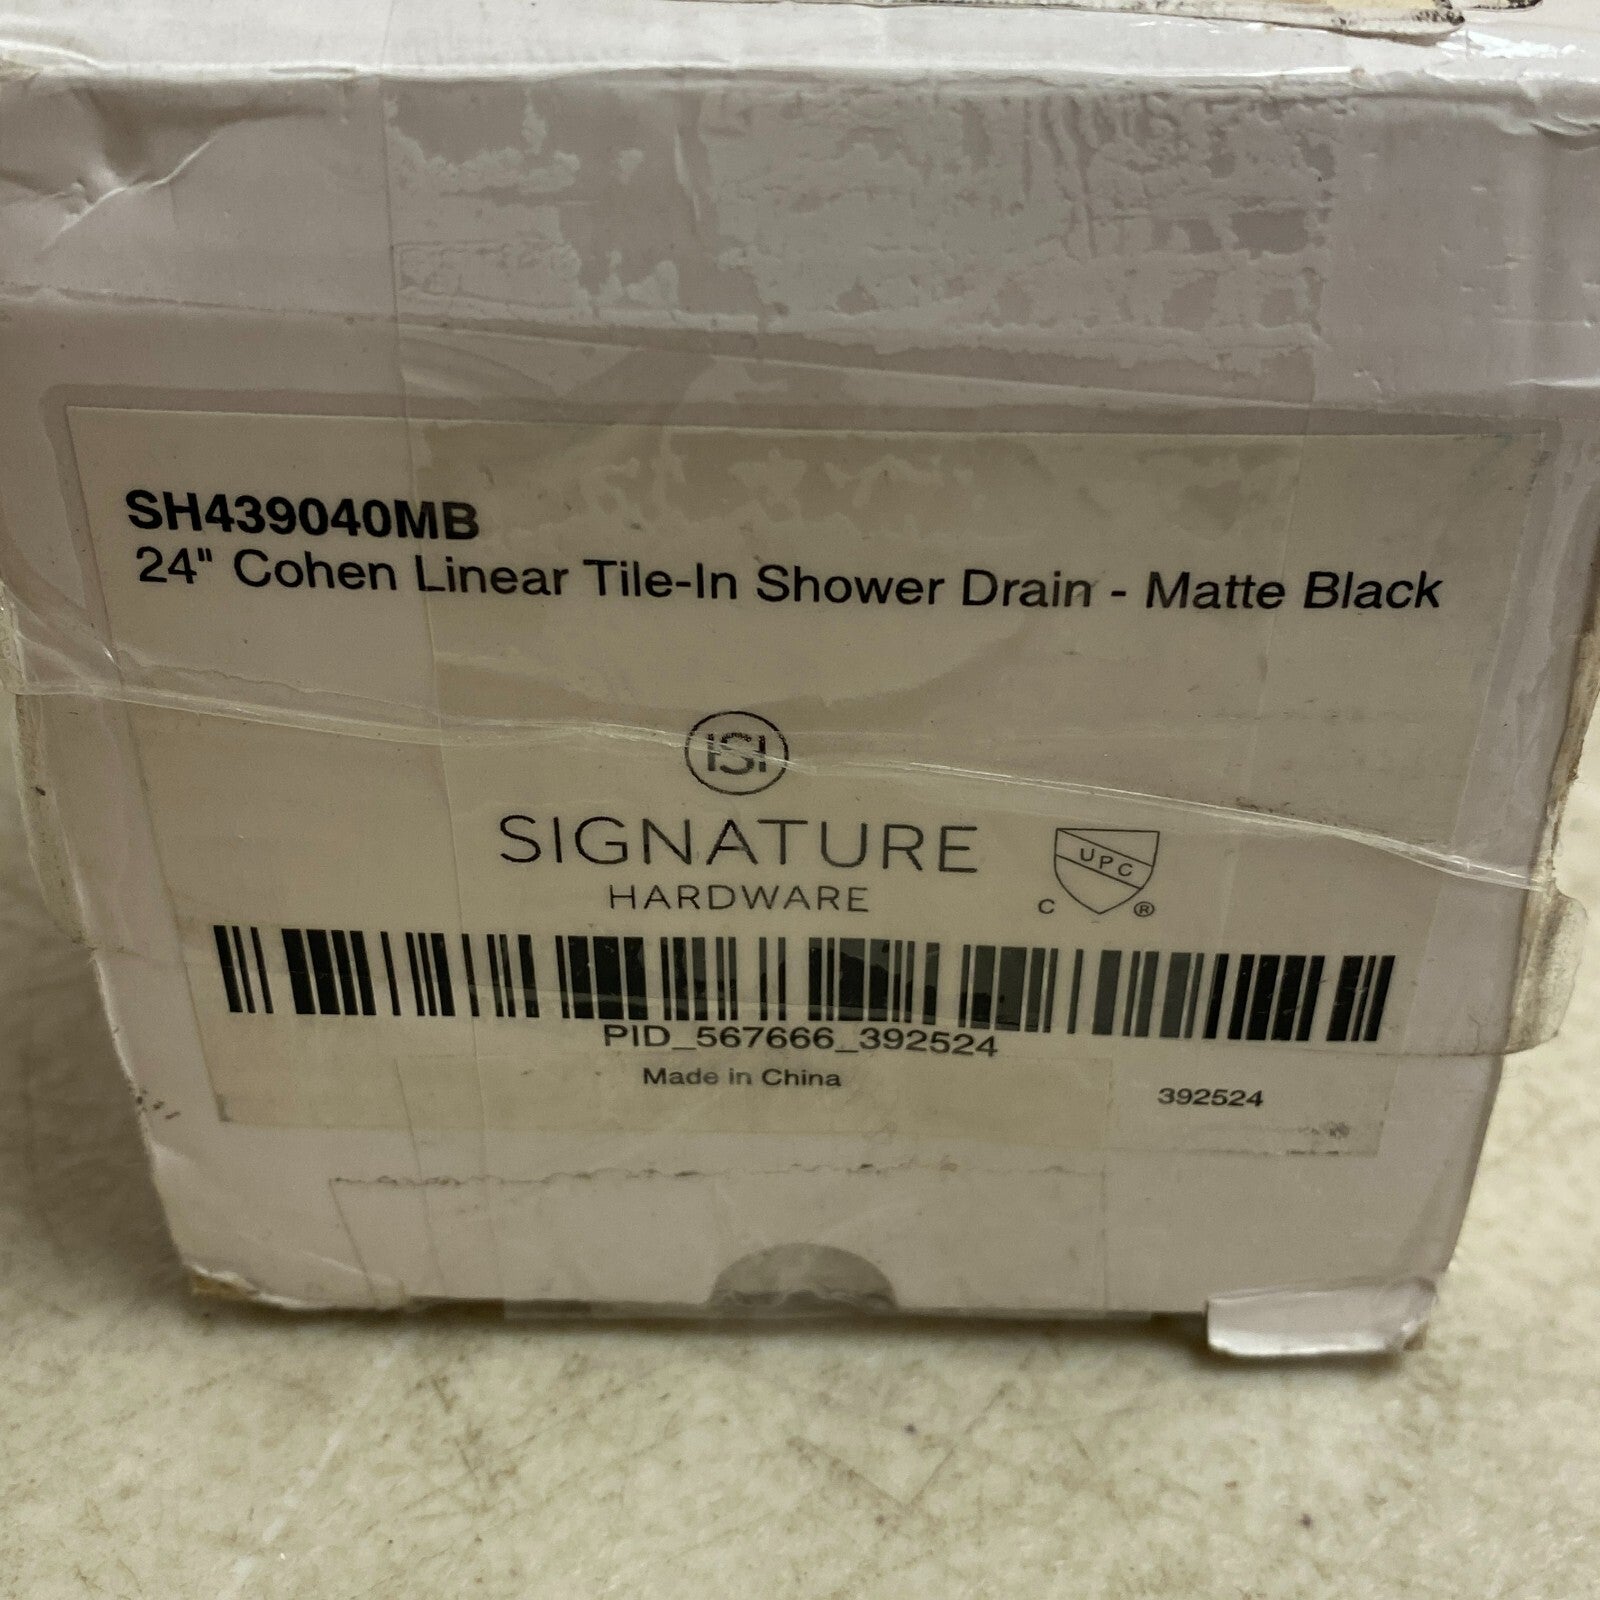 SH439040MB
24" Cohen Linear Tile-In Shower Drain - Matte Black
ISI
SIGNATURE
HARDWARE
UPC
C ®
PID_567666_392524
Made in China
392524